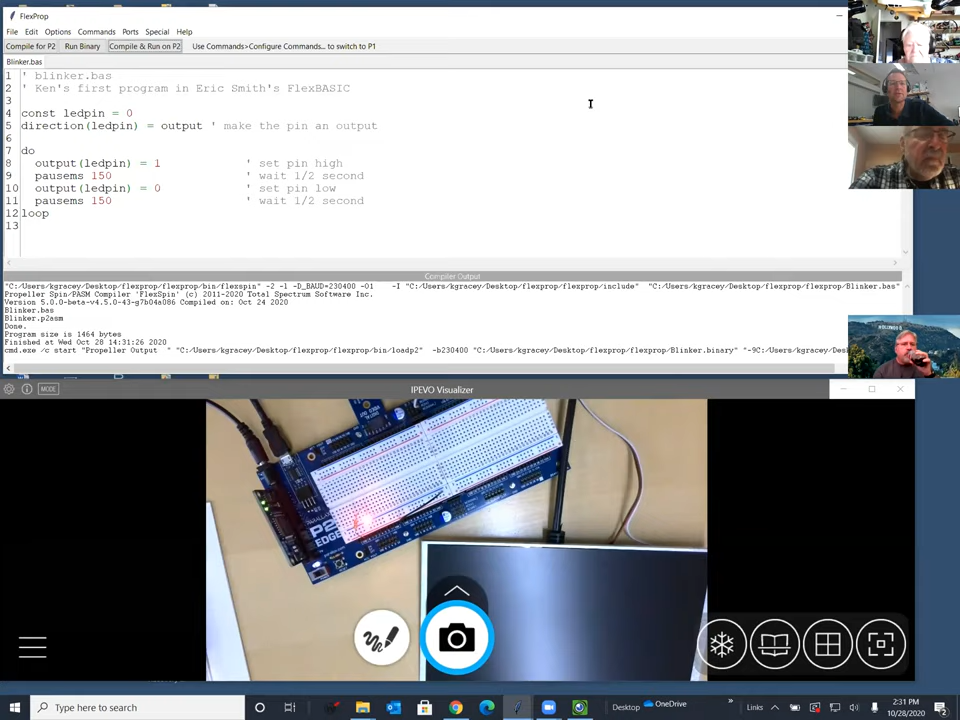 FlexProp
File Edit Options Commands Ports Special Help
Compile for P2 Run Binary Compile & Run on P2 Use Commands>Configure Commands... to switch to P1
Blinker.bas
1 ' blinker.bas
2 ' Ken's first program in Eric Smith's FlexBASIC
3
4 const ledpin = 0
5 direction(ledpin) = output ' make the pin an output
6
7 do
8 output(ledpin) = 1 ' set pin high
9 pausems 150 ' wait 1/2 second
10 output(ledpin) = 0 ' set pin low
11 pausems 150 ' wait 1/2 second
12 loop
13
Compiler Output
"C:/Users/kgracey/Desktop/flexprop/flexprop/bin/flexspin" -2 -l -D_BAUD=230400 -O1 -I "C:/Users/kgracey/Desktop/flexprop/flexprop/include" "C:/Users/kgracey/Desktop/flexprop/flexprop/Blinker.bas"
Propeller Spin/PASM Compiler 'FlexSpin' (c) 2011-2020 Total Spectrum Software Inc.
Version 5.0.0-beta-v4.5.0-43-g7b04a086 Compiled on: Oct 24 2020
Blinker.bas
Blinker.p2asm
Done.
Program size is 1464 bytes
Finished at Wed Oct 28 14:31:26 2020
cmd.exe /c start "Propeller Output " "C:/Users/kgracey/Desktop/flexprop/flexprop/bin/loadp2" -b230400 "C:/Users/kgracey/Desktop/flexprop/flexprop/Blinker.binary" "-9C:/Users/kgracey/Des
HOLLYWOOD
MODE IPEVO Visualizer
P2
EDGE
Type here to search
Desktop OneDrive Links
2:31 PM
10/28/2020
2